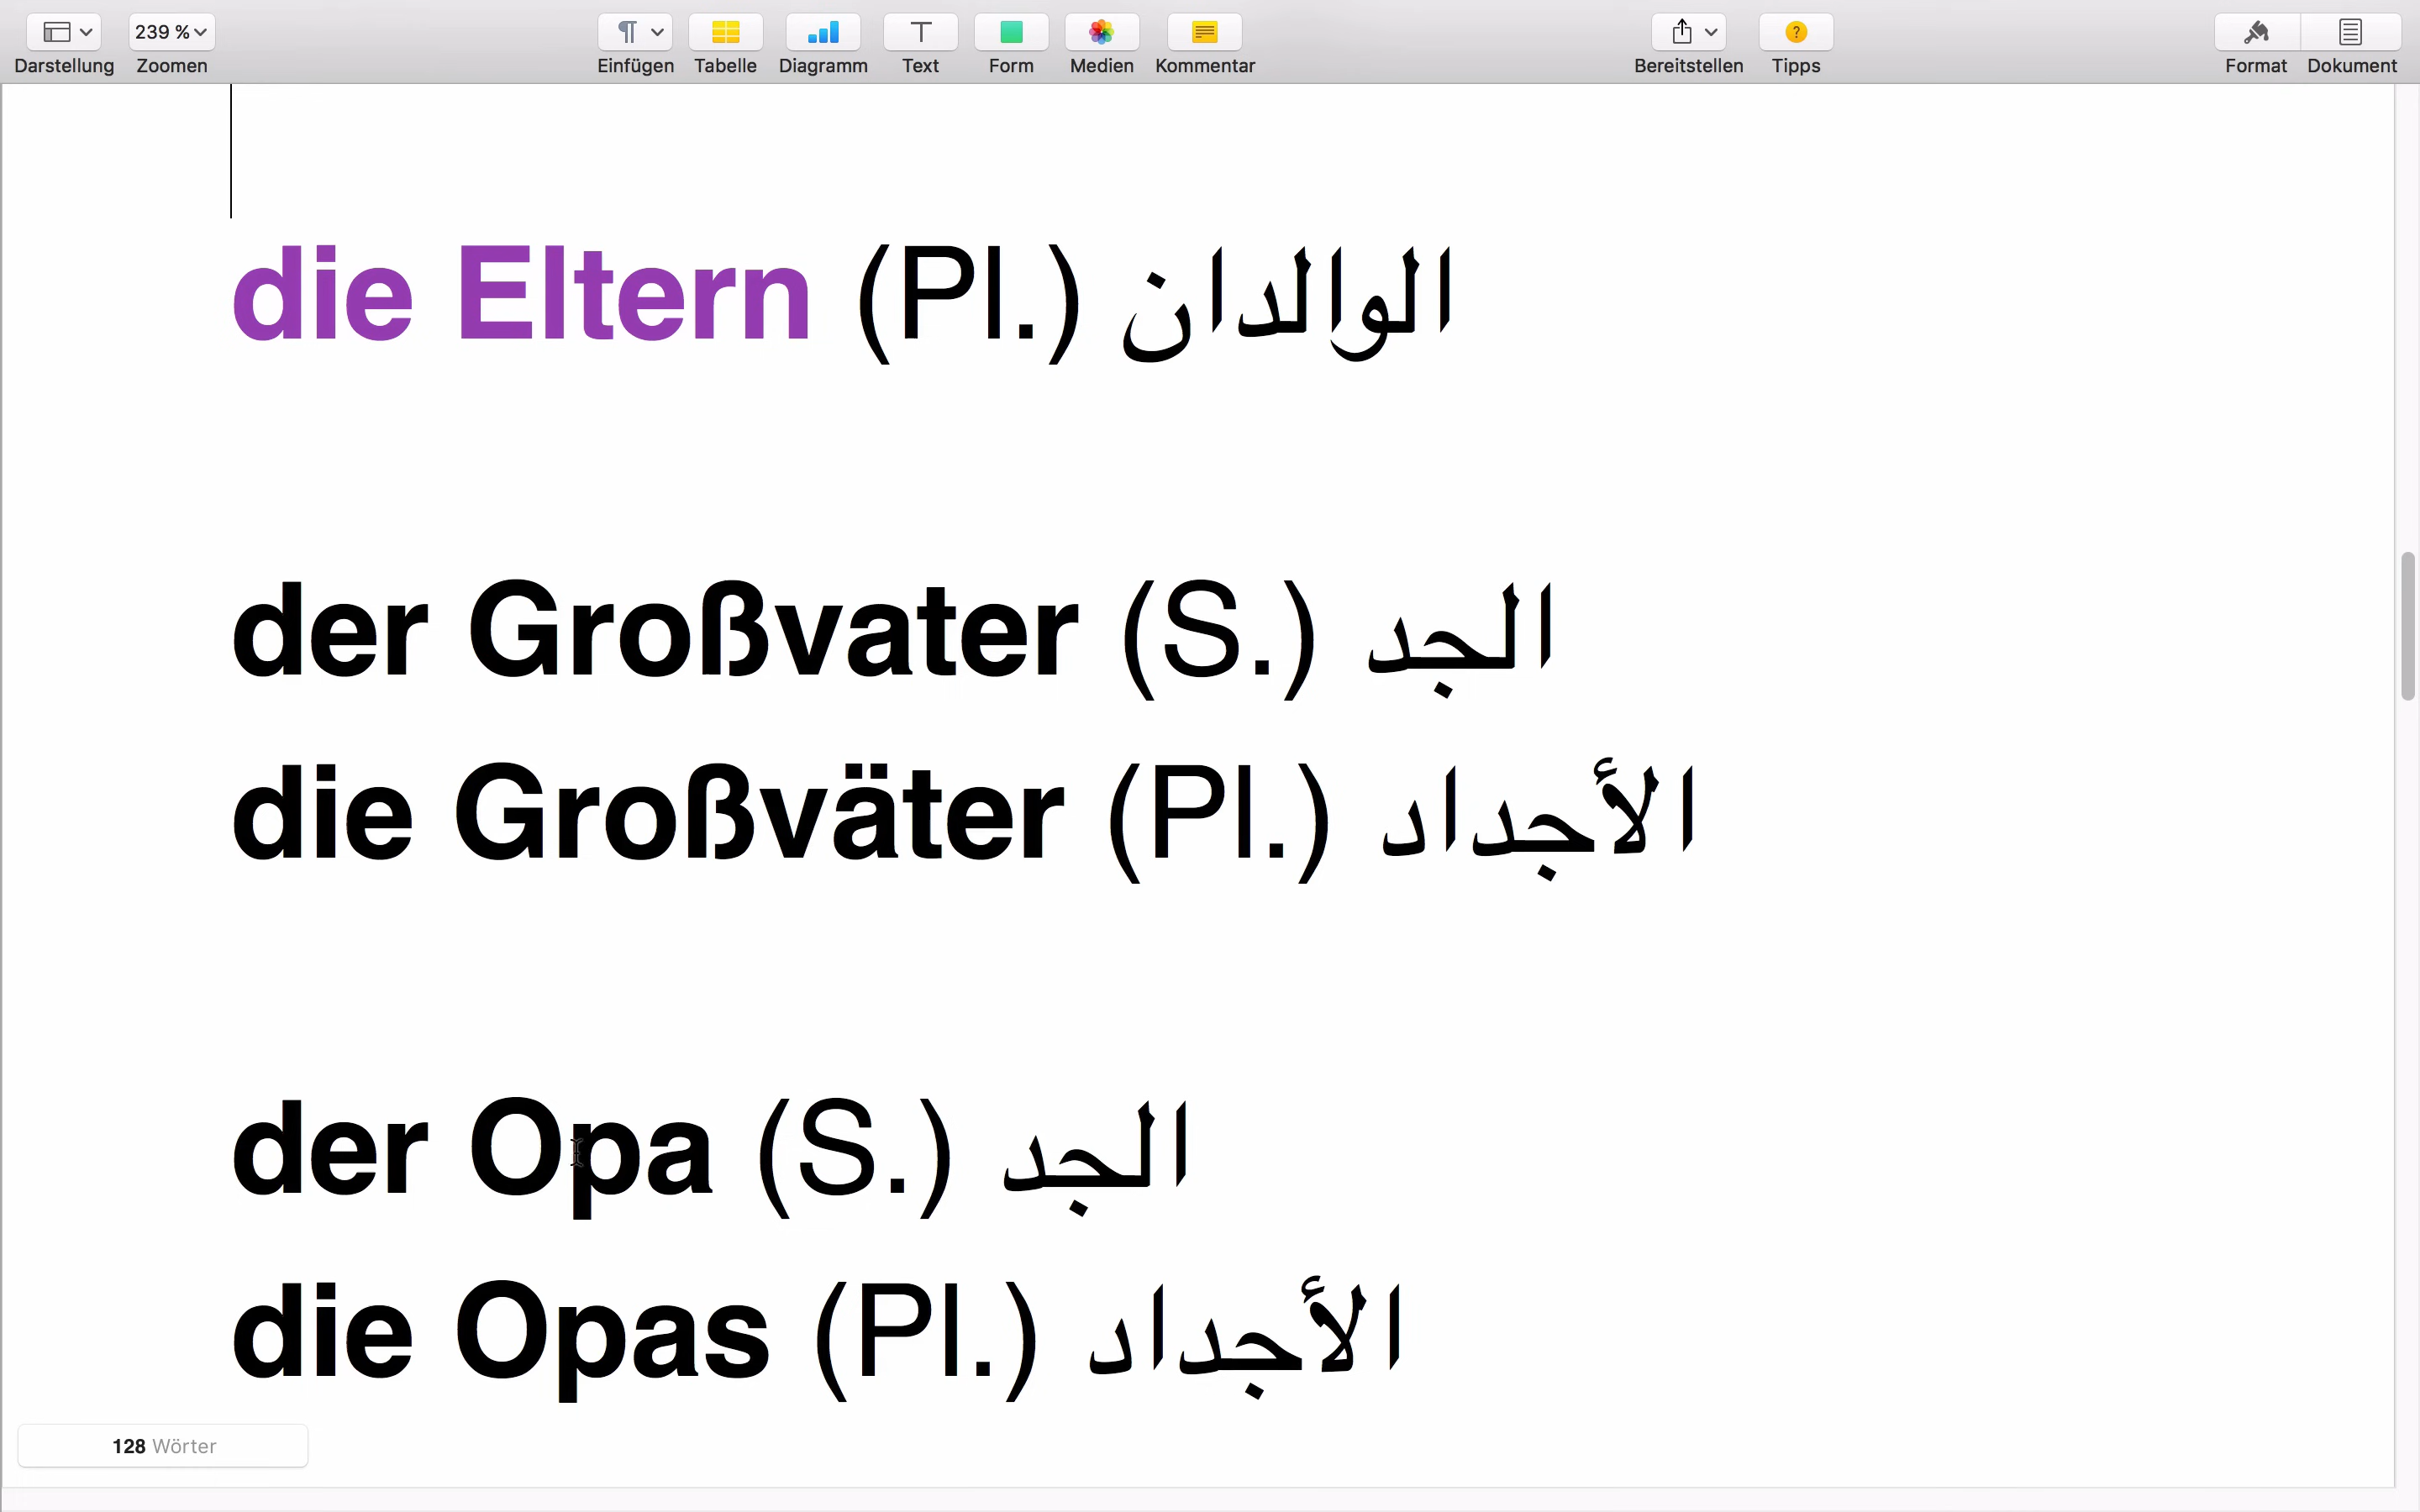 239 %
Darstellung Zoomen Einfügen Tabelle Diagramm Text Form Medien Kommentar Bereitstellen Tipps Format Dokument
die Eltern (Pl.) الوالدان
der Großvater (S.) الجد
die Großväter (Pl.) الأجداد
der Opa (S.) الجد
die Opas (Pl.) الأجداد
128 Wörter